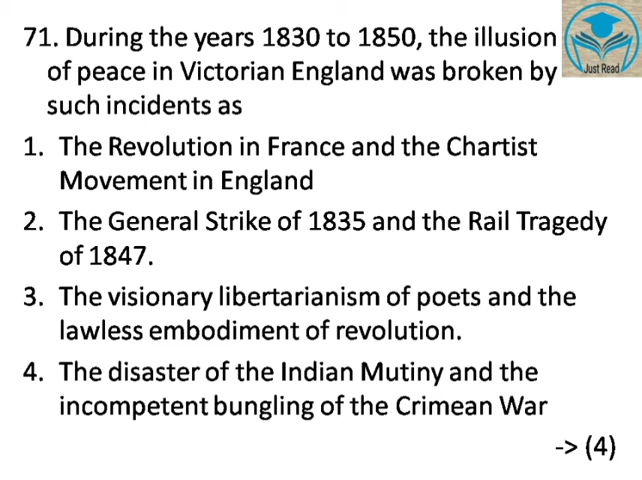 71. During the years 1830 to 1850, the illusion
of peace in Victorian England was broken by
such incidents as
Just Read
1. The Revolution in France and the Chartist
Movement in England
2. The General Strike of 1835 and the Rail Tragedy
of 1847.
3. The visionary libertarianism of poets and the
lawless embodiment of revolution.
4. The disaster of the Indian Mutiny and the
incompetent bungling of the Crimean War
-> (4)